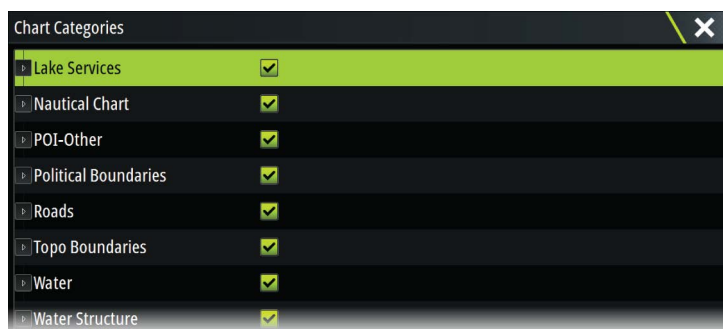 Chart Categories
Lake Services
Nautical Chart
POI-Other
Political Boundaries
Roads
Topo Boundaries
Water
Water Structure